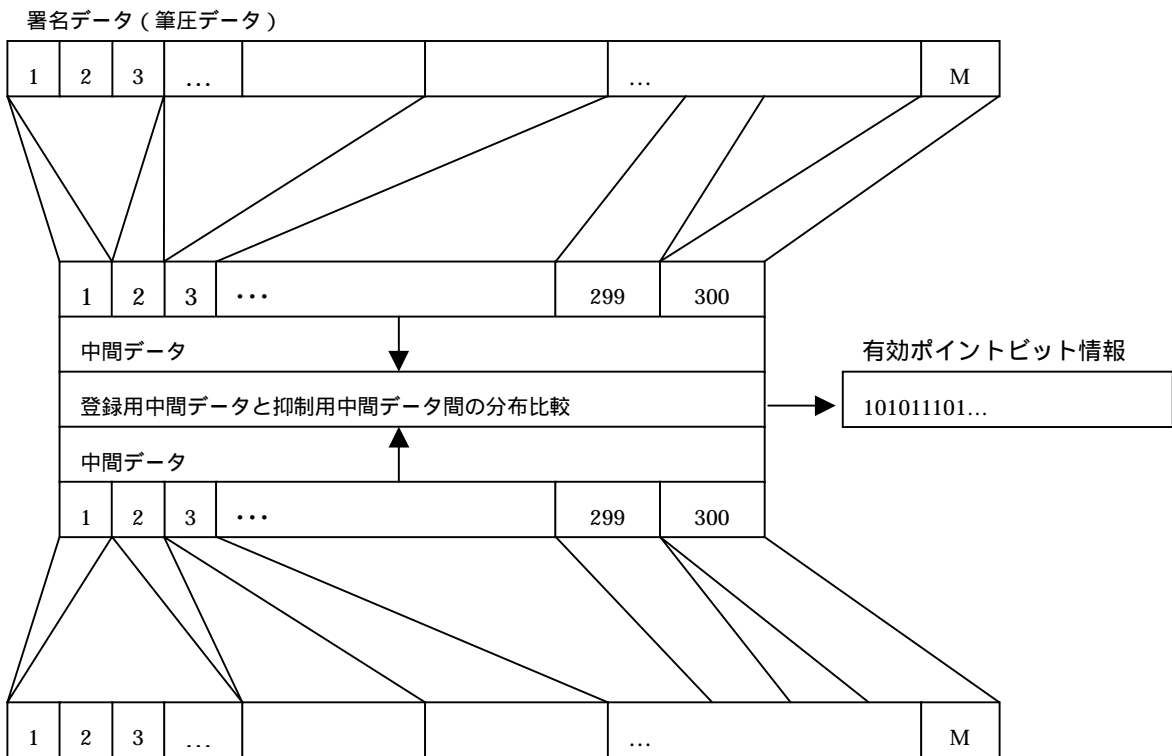 署名データ(筆圧データ)
1 2 3 ... ... M
1 2 3 ... 299 300
中間データ
有効ポイントビット情報
登録用中間データと抑制用中間データ間の分布比較
101011101...
中間データ
1 2 3 ... 299 300
1 2 3 ... ... M